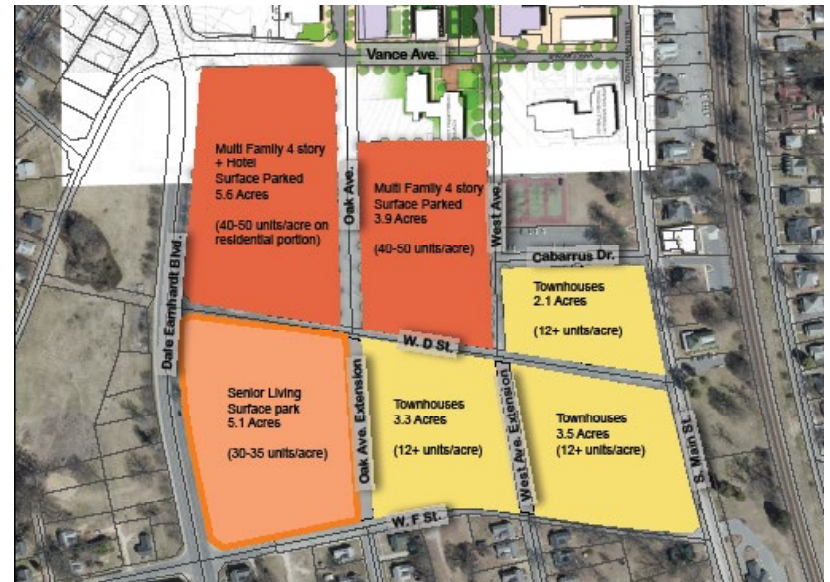 Vance Ave.
Multi Family 4 story
+ Hotel
Surface Parked
5.6 Acres
(40-50 units/acre on
residential portion)
Oak Ave.
Multi Family 4 story
Surface Parked
3.9 Acres
(40-50 units/acre)
West Ave.
Cabarrus Dr.
Townhouses
2.1 Acres
(12+ units/acre)
Dale Earnhardt Blvd.
W. D St.
Senior Living
Surface park
5.1 Acres
(30-35 units/acre)
Oak Ave. Extension
Townhouses
3.3 Acres
(12+ units/acre)
West Ave. Extension
Townhouses
3.5 Acres
(12+ units/acre)
S. Main St.
W. F St.